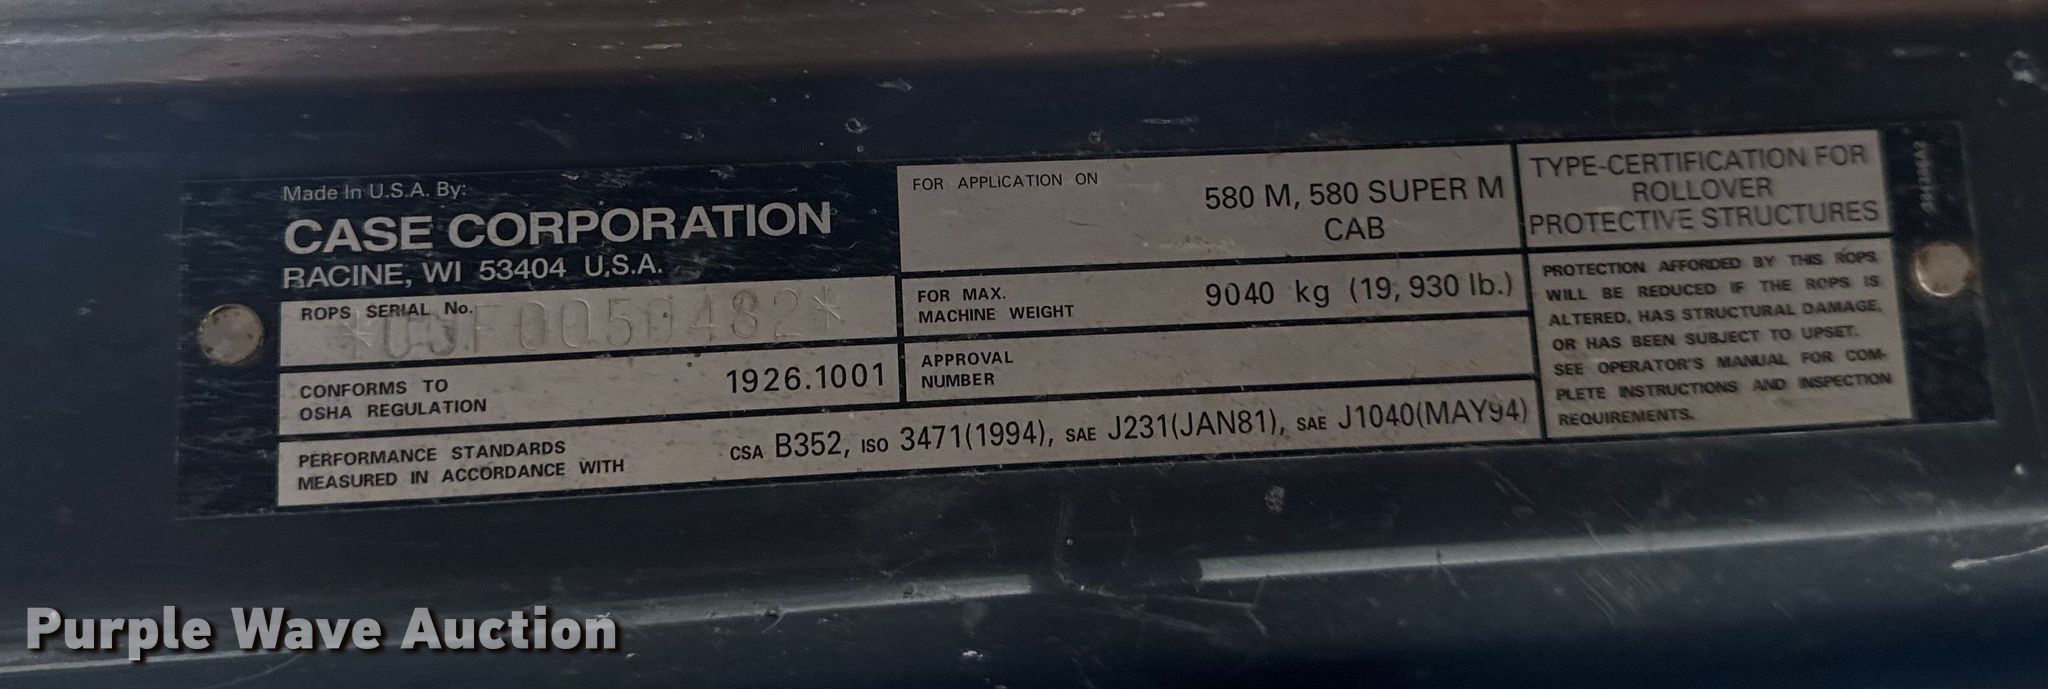 Made In U.S.A. By:
CASE CORPORATION
RACINE, WI 53404 U.S.A.
ROPS SERIAL No.
CONFORMS TO
OSHA REGULATION
1926.1001
PERFORMANCE STANDARDS
MEASURED IN ACCORDANCE WITH
CSA B352, ISO 3471(1994), SAE J231(JAN81), SAE J1040(MAY94)
FOR APPLICATION ON
580 M, 580 SUPER M
CAB
FOR MAX.
MACHINE WEIGHT
9040 kg (19,930 lb.)
APPROVAL
NUMBER
TYPE-CERTIFICATION FOR
ROLLOVER
PROTECTIVE STRUCTURES
PROTECTION AFFORDED BY THIS ROPS
WILL BE REDUCED IF THE ROPS IS
ALTERED, HAS STRUCTURAL DAMAGE,
OR HAS BEEN SUBJECT TO UPSET.
SEE OPERATOR'S MANUAL FOR COM-
PLETE INSTRUCTIONS AND INSPECTION
REQUIREMENTS.
Purple Wave Auction